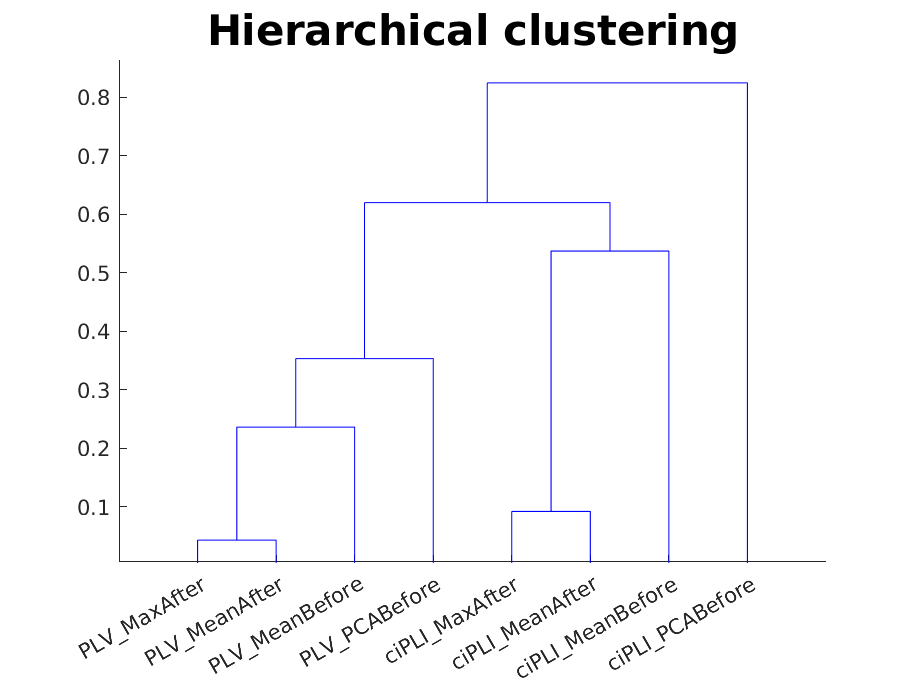 Hierarchical clustering
0.8
0.7
0.6
0.5
0.4
0.3
0.2
0.1
PLV_MaxAfter
PLV_MeanAfter
PLV_MeanBefore
PLV_PCABefore
ciPLI_MaxAfter
ciPLI_MeanAfter
ciPLI_MeanBefore
ciPLI_PCABefore